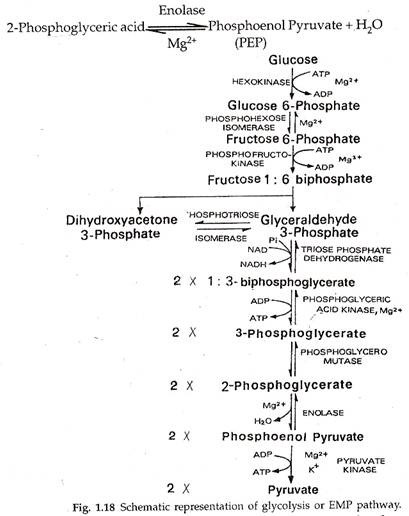 Enolase
2-Phosphoglyceric acid Phosphoenol Pyruvate + H₂O
Mg²⁺ (PEP)
Glucose
HEXOKINASE ATP Mg²⁺
ADP
Glucose 6-Phosphate
PHOSPHOHEXOSE
ISOMERASE Mg²⁺
Fructose 6-Phosphate
PHOSPHOFRUCTO-
KINASE ATP Mg²⁺
ADP
Fructose 1 : 6 biphosphate
Dihydroxyacetone
3-Phosphate
HOSPHOTRIOSE
ISOMERASE
Glyceraldehyde
3-Phosphate
Pi
NAD
NADH
TRIOSE PHOSPHATE
DEHYDROGENASE
2 X 1 : 3- biphosphoglycerate
ADP
ATP
PHOSPHOGLYCERIC
ACID KINASE, Mg²⁺
2 X 3-Phosphoglycerate
PHOSPHOGLYCERO
MUTASE
2 X 2-Phosphoglycerate
Mg²⁺
H₂O
ENOLASE
2 X Phosphoenol Pyruvate
ADP
ATP
Mg²⁺
K⁺
PYRUVATE
KINASE
2 X Pyruvate
Fig. 1.18 Schematic representation of glycolysis or EMP pathway.